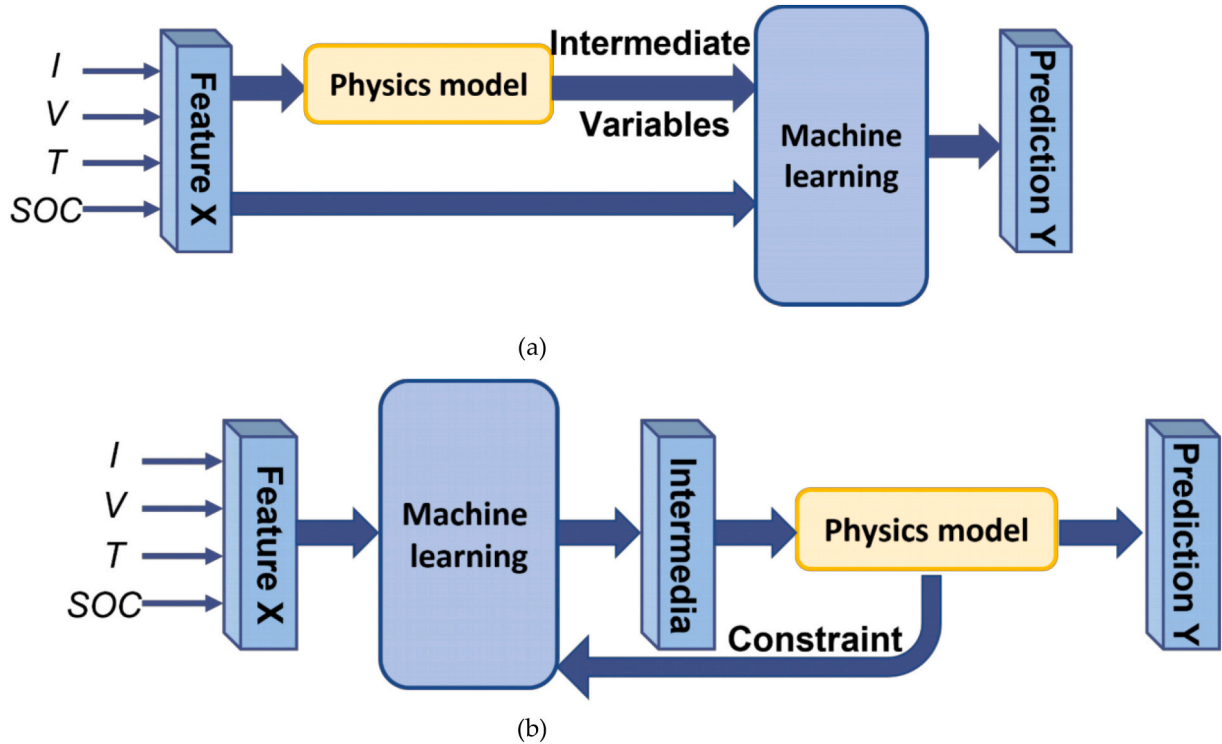 I
V
T
SOC
Feature X
Physics model
Intermediate
Variables
Machine
learning
Prediction Y
(a)
I
V
T
SOC
Feature X
Machine
learning
Intermedia
Physics model
Constraint
Prediction Y
(b)